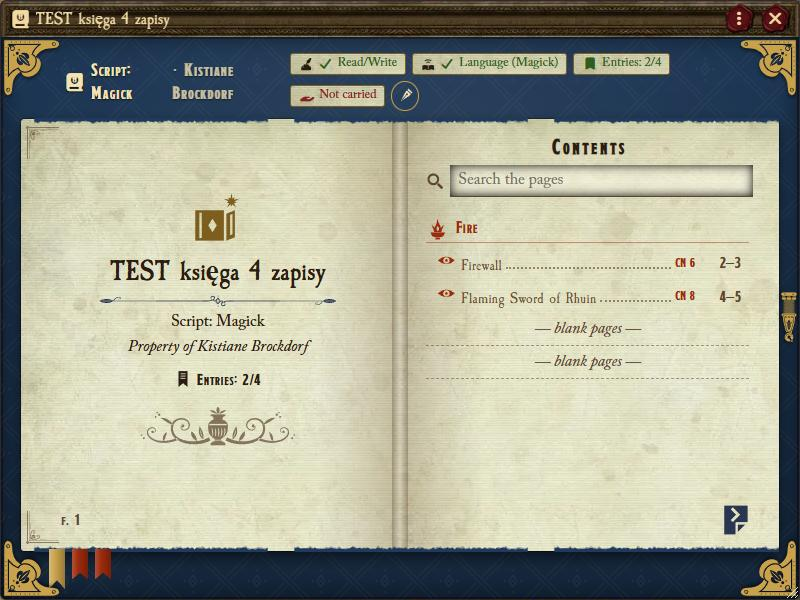 TEST księga 4 zapisy
Script: Magick
· Kistiane Brockdorf
Read/Write
Language (Magick)
Entries: 2/4
Not carried
TEST księga 4 zapisy
Script: Magick
Property of Kistiane Brockdorf
Entries: 2/4
F. 1
Contents
Search the pages
Fire
Firewall CN 6 2–3
Flaming Sword of Rhuin CN 8 4–5
— blank pages —
— blank pages —